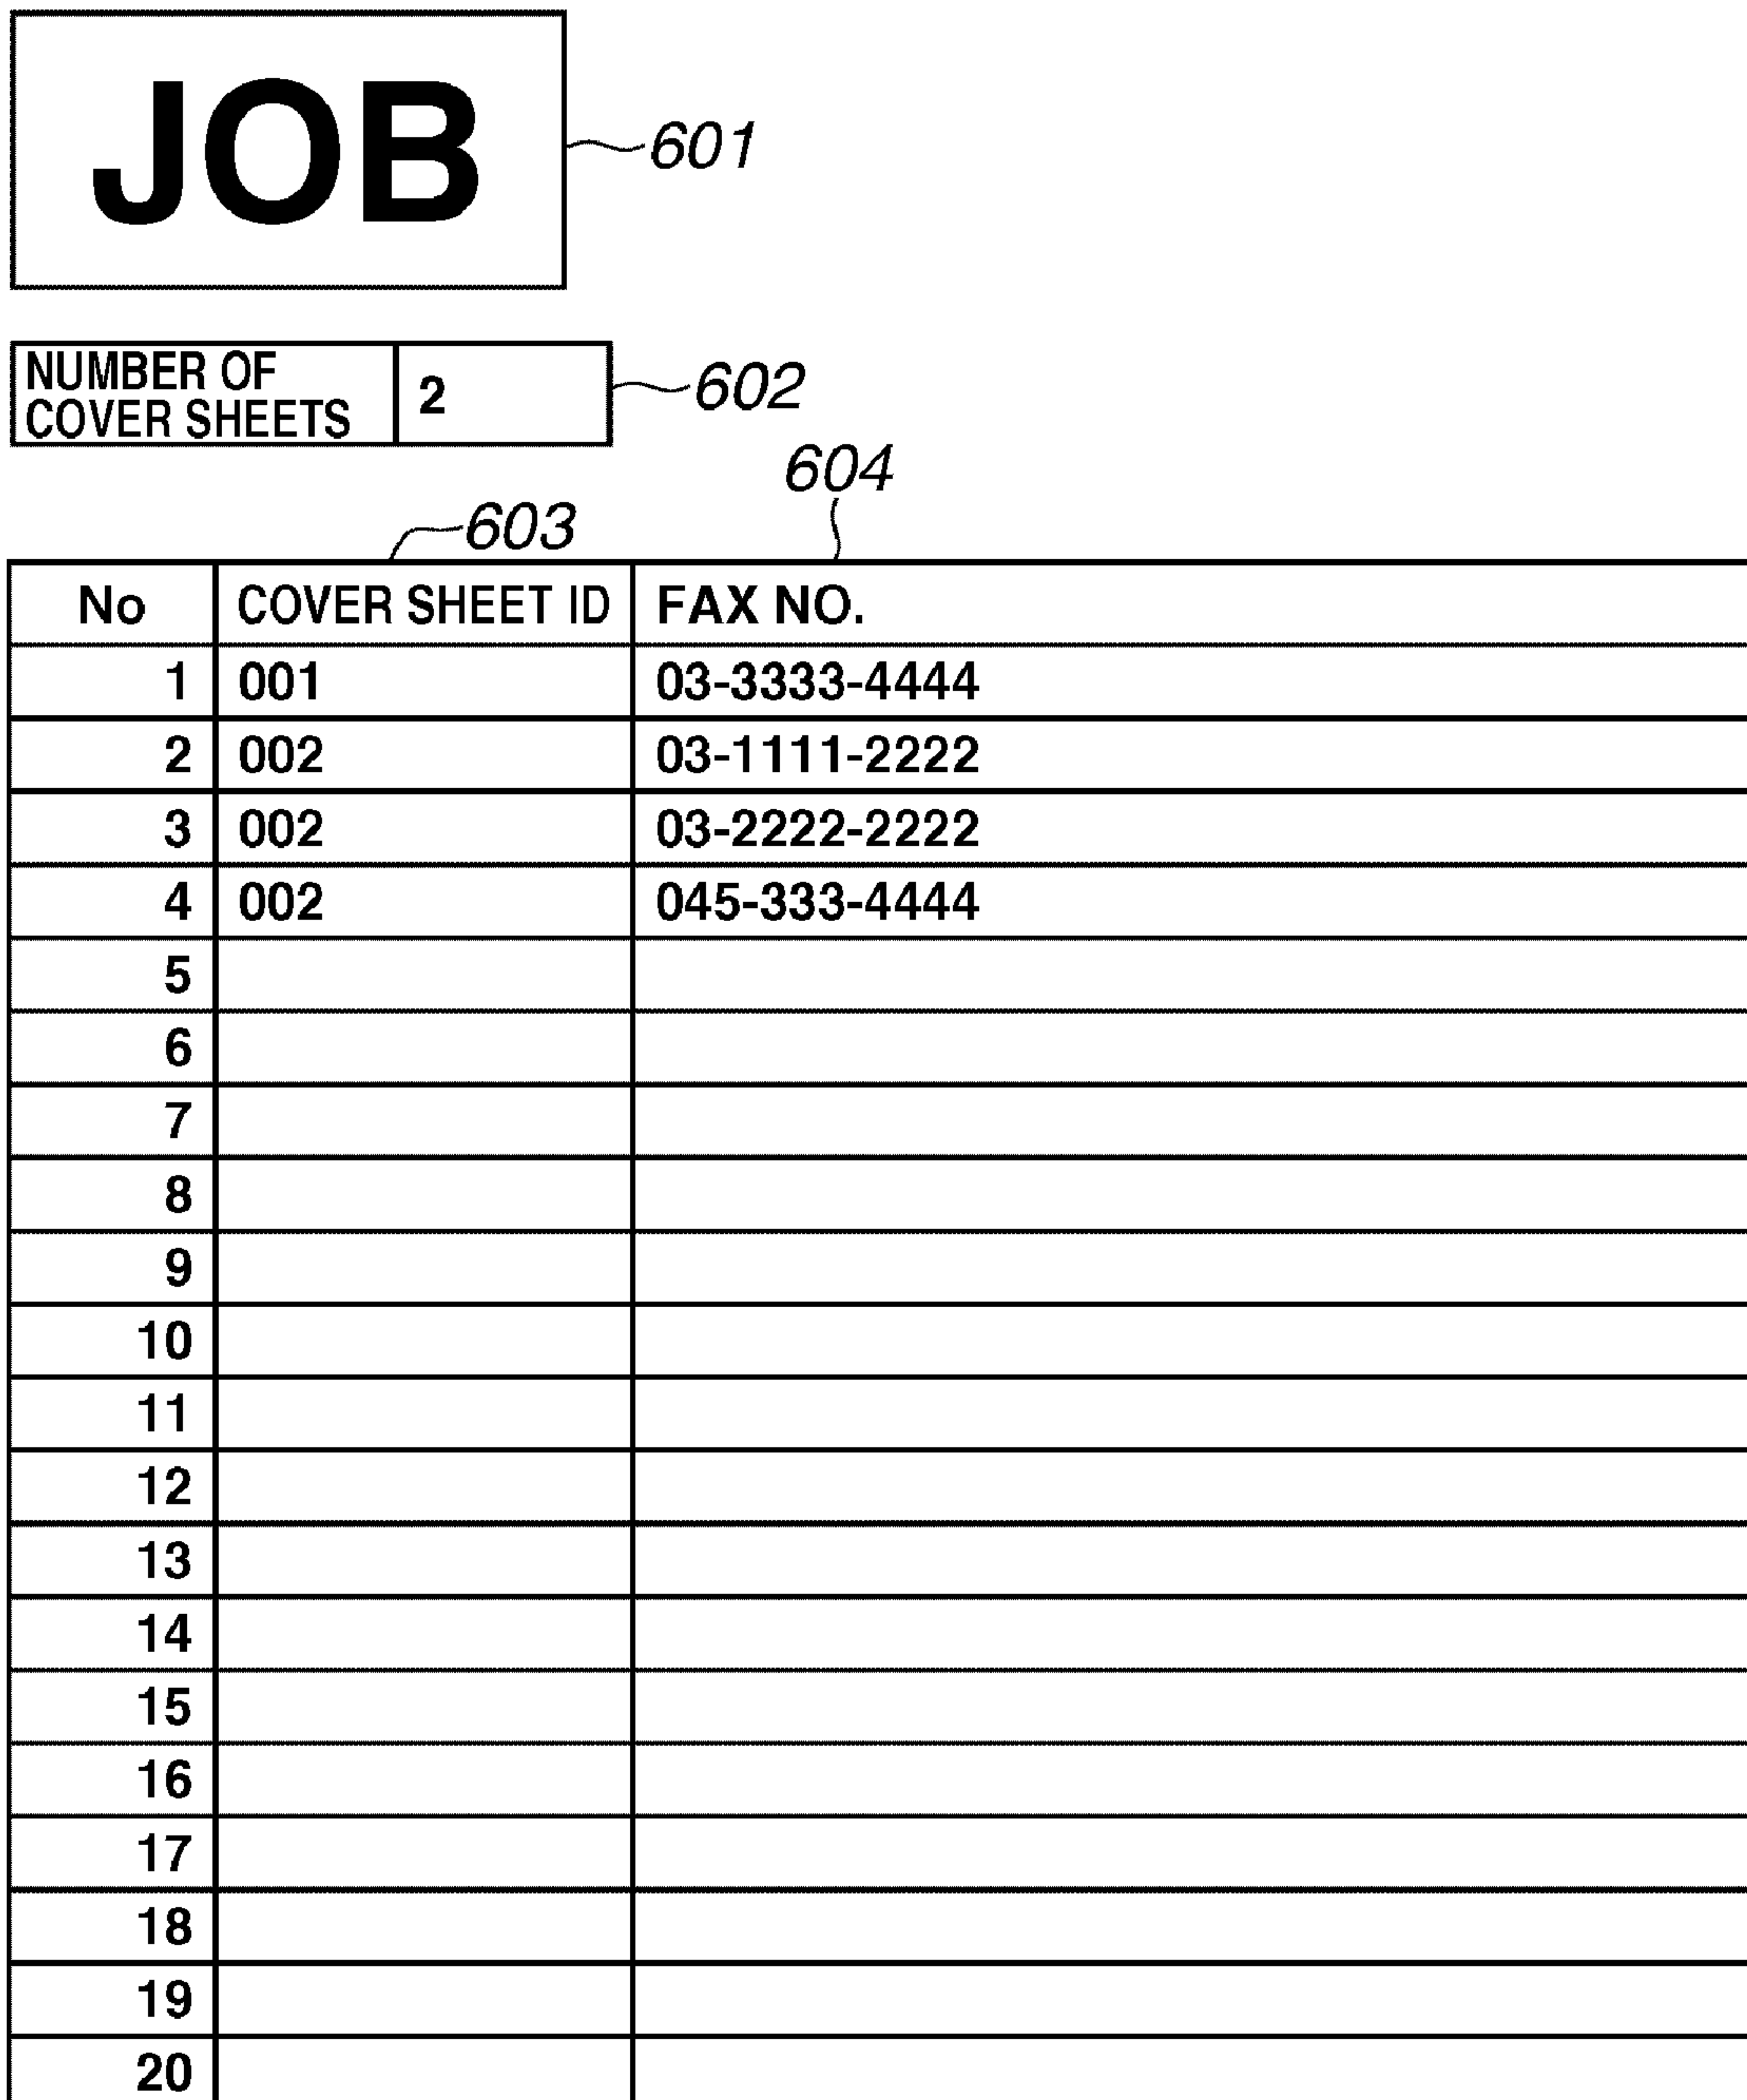 JOB
601
NUMBER OF
COVER SHEETS
2
602
604
603
No COVER SHEET ID FAX NO.
1 001 03-3333-4444
2 002 03-1111-2222
3 002 03-2222-2222
4 002 045-333-4444
5
6
7
8
9
10
11
12
13
14
15
16
17
18
19
20